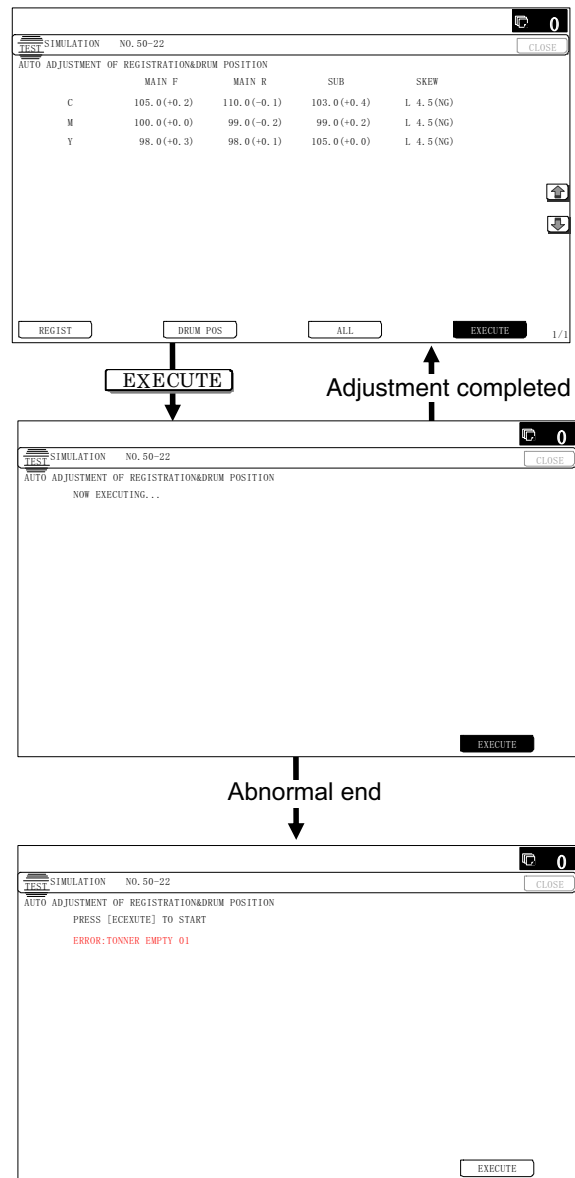 0
TEST SIMULATION NO.50-22 CLOSE
AUTO ADJUSTMENT OF REGISTRATION&DRUM POSITION
MAIN F MAIN R SUB SKEW
C 105.0(+0.2) 110.0(-0.1) 103.0(+0.4) L 4.5(NG)
M 100.0(+0.0) 99.0(-0.2) 99.0(+0.2) L 4.5(NG)
Y 98.0(+0.3) 98.0(+0.1) 105.0(+0.0) L 4.5(NG)
REGIST DRUM POS ALL EXECUTE 1/1
EXECUTE Adjustment completed
0
TEST SIMULATION NO.50-22 CLOSE
AUTO ADJUSTMENT OF REGISTRATION&DRUM POSITION
NOW EXECUTING...
EXECUTE
Abnormal end
0
TEST SIMULATION NO.50-22 CLOSE
AUTO ADJUSTMENT OF REGISTRATION&DRUM POSITION
PRESS [ECEXUTE] TO START
ERROR:TONNER EMPTY 01
EXECUTE